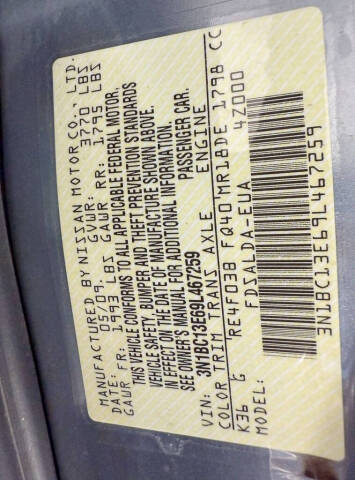 MANUFACTURED BY NISSAN MOTOR CO., LTD.
DATE: 05/09 GVWR: 3770 LBS
GAWR FR: 1993 LBS GAWR RR: 1795 LBS
THIS VEHICLE CONFORMS TO ALL APPLICABLE FEDERAL MOTOR
VEHICLE SAFETY, BUMPER AND THEFT PREVENTION STANDARDS
IN EFFECT ON THE DATE OF MANUFACTURE SHOWN ABOVE.
SEE OWNER'S MANUAL FOR ADDITIONAL INFORMATION.
VIN: 3N1BC13E69L467259 PASSENGER CAR.
COLOR TRIM TRANS AXLE ENGINE
K36 G RE4F03B FQ40 MR18DE 1798 CC
MODEL: FDSALDA-EUA 4Z000
3N1BC13E69L467259